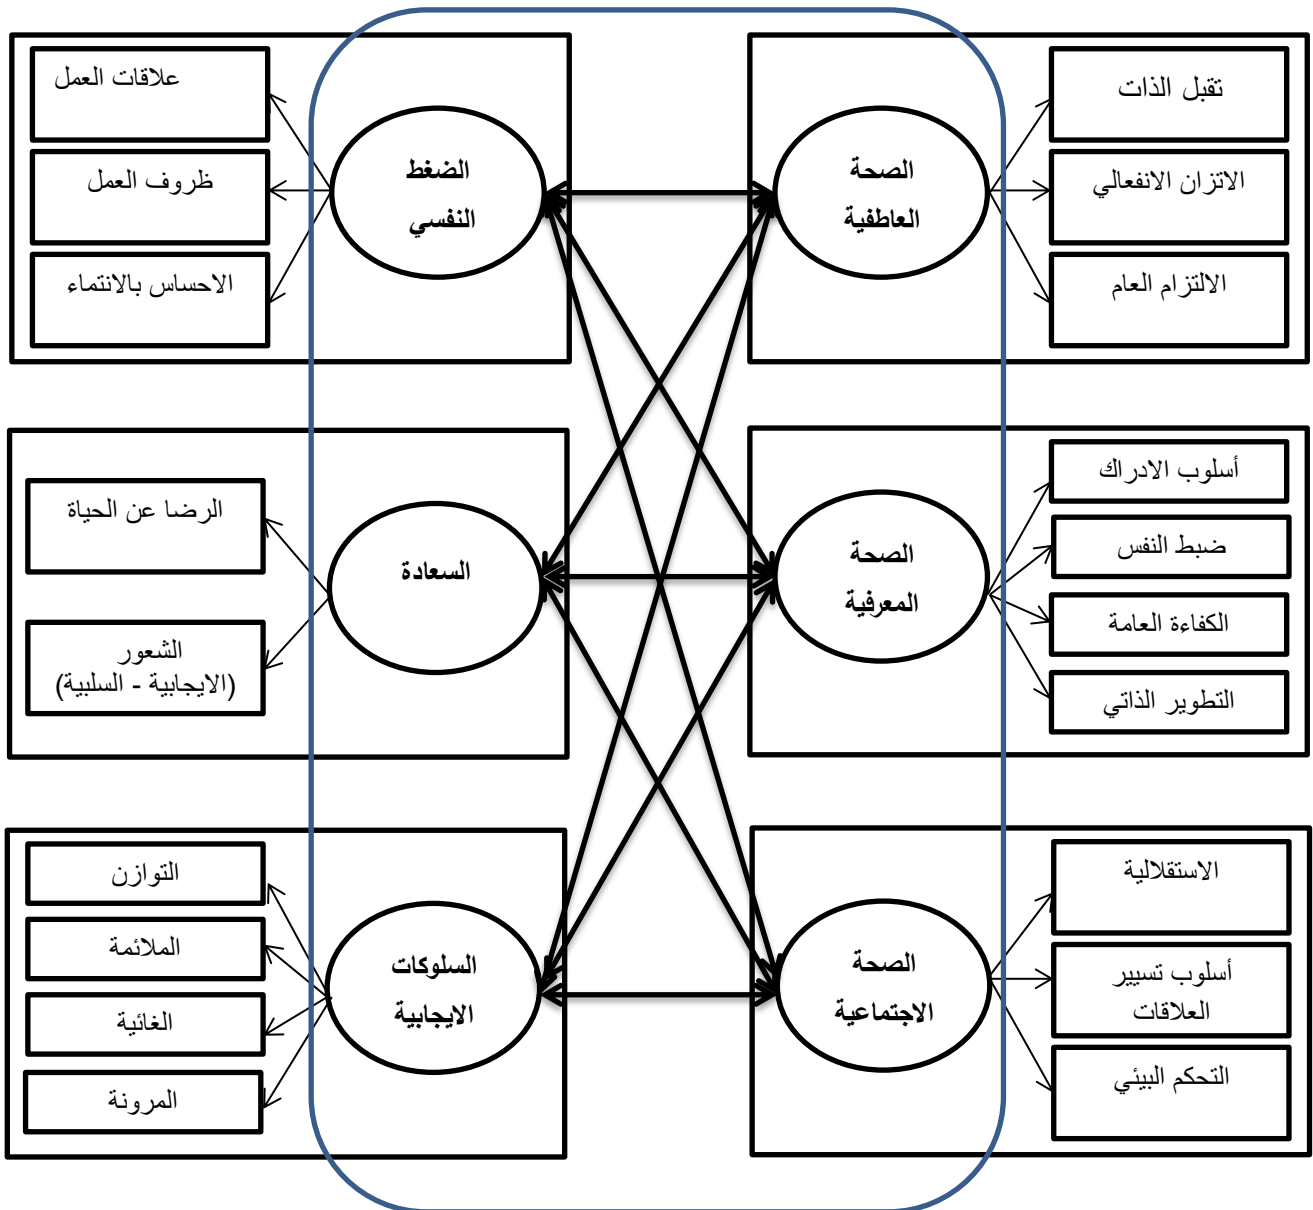 تقبل الذات
الاتزان الانفعالي
الالتزام العام
الصحة
العاطفية
الضغط
النفسي
علاقات العمل
ظروف العمل
الاحساس بالانتماء
أسلوب الادراك
ضبط النفس
الكفاءة العامة
التطوير الذاتي
الصحة
المعرفية
السعادة
الرضا عن الحياة
الشعور
(الايجابية - السلبية)
الاستقلالية
أسلوب تسيير
العلاقات
التحكم البيئي
الصحة
الاجتماعية
السلوكات
الايجابية
التوازن
الملائمة
الغائية
المرونة